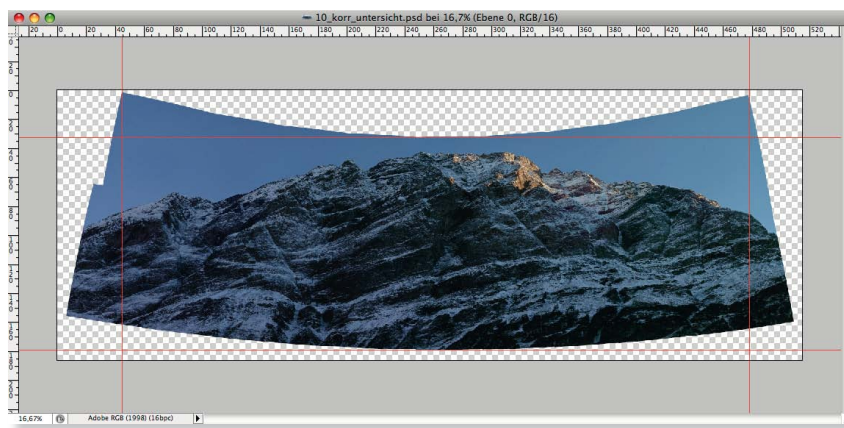 10_korr_untersicht.psd bei 16,7% (Ebene 0, RGB/16)
20 0 20 40 60 80 100 120 140 160 180 200 220 240 260 280 300 320 340 360 380 400 420 440 460 480 500 520
16,67% Adobe RGB (1998) (16bpc)